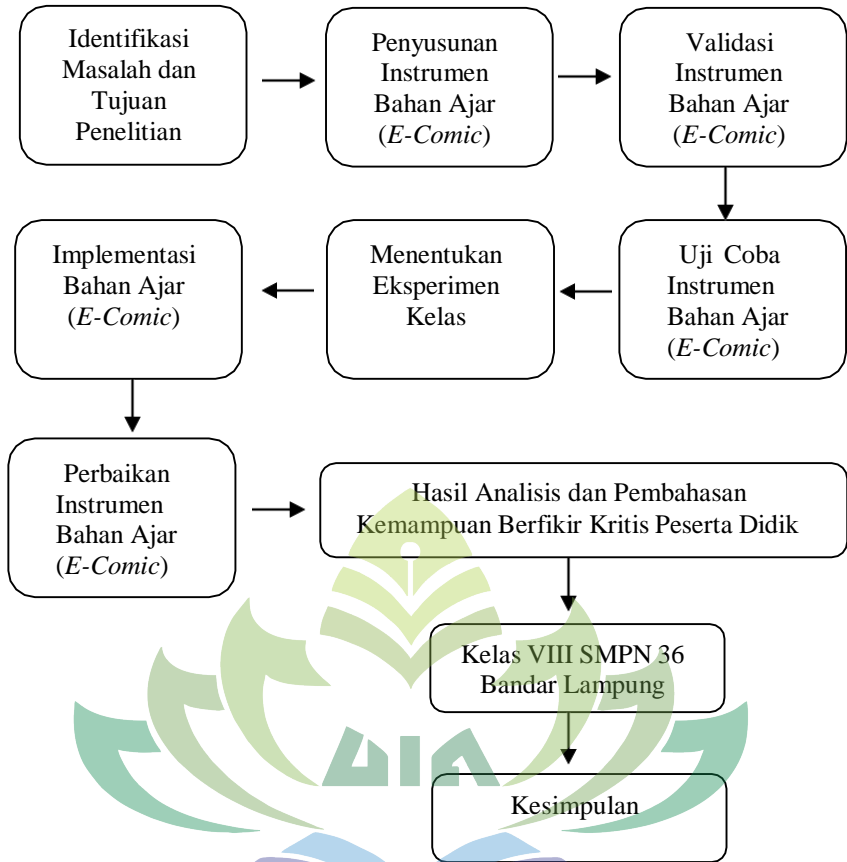 Identifikasi
Masalah dan
Tujuan
Penelitian
Penyusunan
Instrumen
Bahan Ajar
(E-Comic)
Validasi
Instrumen
Bahan Ajar
(E-Comic)
Uji Coba
Instrumen
Bahan Ajar
(E-Comic)
Menentukan
Eksperimen
Kelas
Implementasi
Bahan Ajar
(E-Comic)
Perbaikan
Instrumen
Bahan Ajar
(E-Comic)
Hasil Analisis dan Pembahasan
Kemampuan Berfikir Kritis Peserta Didik
Kelas VIII SMPN 36
Bandar Lampung
Kesimpulan